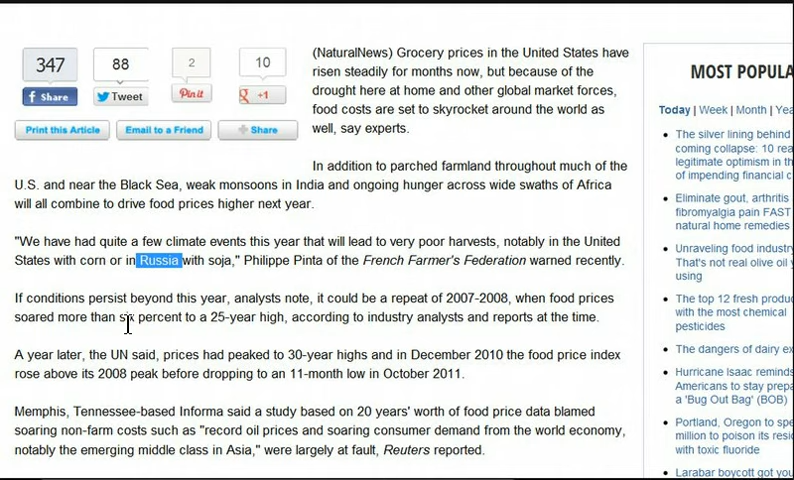 347
88
2
10
Share
Tweet
Pin it
+1
Print this Article
Email to a Friend
Share
(NaturalNews) Grocery prices in the United States have
risen steadily for months now, but because of the
drought here at home and other global market forces,
food costs are set to skyrocket around the world as
well, say experts.
In addition to parched farmland throughout much of the
U.S. and near the Black Sea, weak monsoons in India and ongoing hunger across wide swaths of Africa
will all combine to drive food prices higher next year.
"We have had quite a few climate events this year that will lead to very poor harvests, notably in the United
States with corn or in Russia with soja," Philippe Pinta of the French Farmer's Federation warned recently.
If conditions persist beyond this year, analysts note, it could be a repeat of 2007-2008, when food prices
soared more than six percent to a 25-year high, according to industry analysts and reports at the time.
A year later, the UN said, prices had peaked to 30-year highs and in December 2010 the food price index
rose above its 2008 peak before dropping to an 11-month low in October 2011.
Memphis, Tennessee-based Informa said a study based on 20 years' worth of food price data blamed
soaring non-farm costs such as "record oil prices and soaring consumer demand from the world economy,
notably the emerging middle class in Asia," were largely at fault, Reuters reported.
MOST POPULA
Today | Week | Month | Yea
The silver lining behind
coming collapse: 10 rea
legitimate optimism in th
of impending financial c
Eliminate gout, arthritis
fibromyalgia pain FAST
natural home remedies
Unraveling food industry
That's not real olive oil y
using
The top 12 fresh produc
with the most chemical
pesticides
The dangers of dairy ex
Hurricane Isaac reminds
Americans to stay prepa
a 'Bug Out Bag' (BOB)
Portland, Oregon to spe
million to poison its resid
with toxic fluoride
Larabar boycott got you